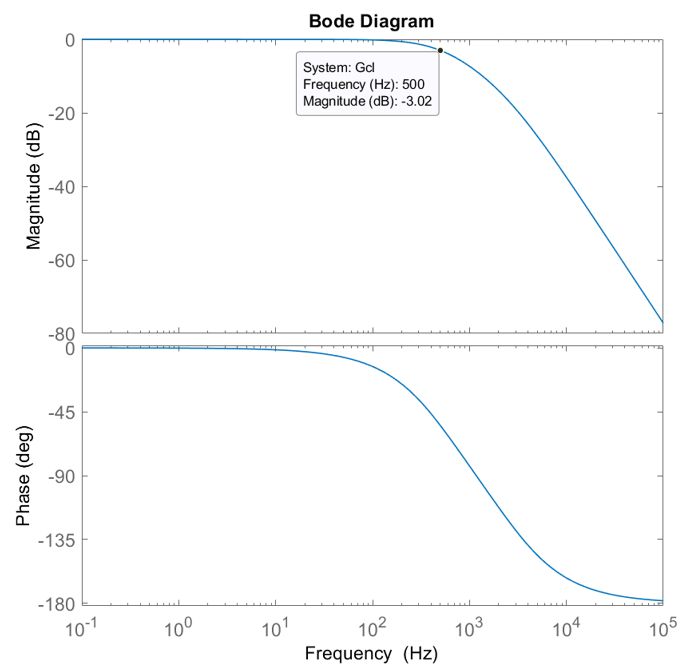 Bode Diagram
0
System: Gcl
Frequency (Hz): 500
Magnitude (dB): -3.02
-20
-40
-60
-80
Magnitude (dB)
0
-45
-90
-135
-180
Phase (deg)
10^-1 10^0 10^1 10^2 10^3 10^4 10^5
Frequency (Hz)